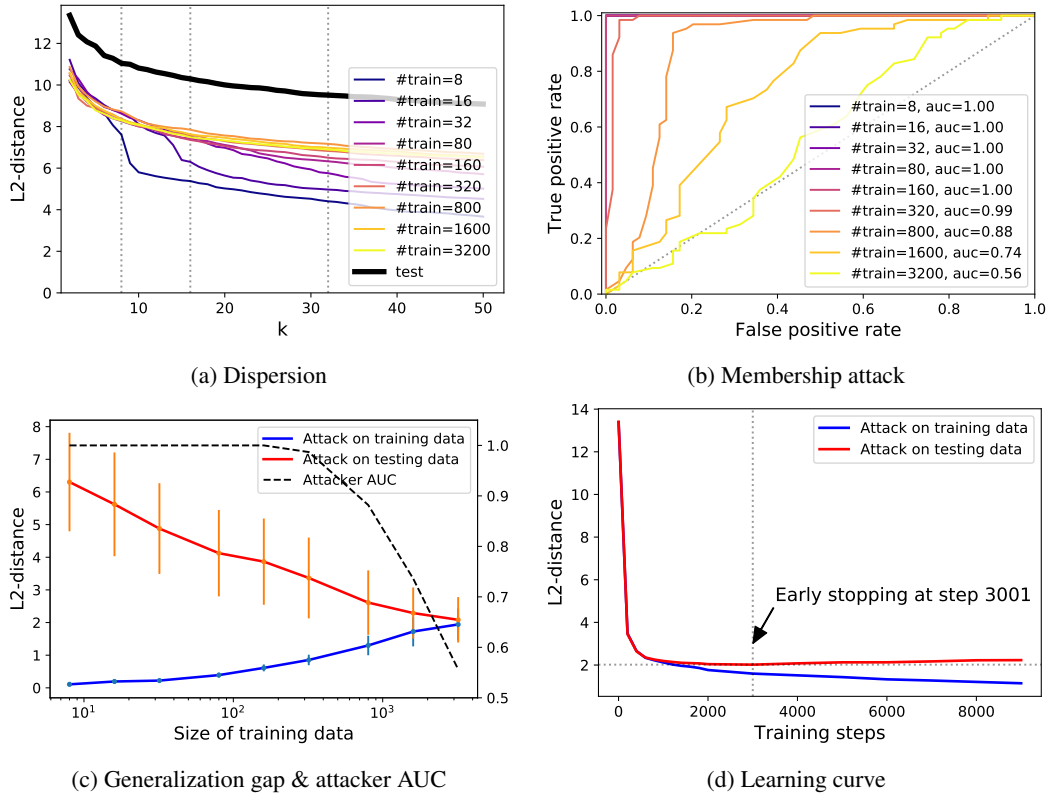 12
10
8
6
4
2
0
L2-distance
10
20
30
40
50
k
#train=8
#train=16
#train=32
#train=80
#train=160
#train=320
#train=800
#train=1600
#train=3200
test
(a) Dispersion
1.0
0.8
0.6
0.4
0.2
0.0
True positive rate
0.0
0.2
0.4
0.6
0.8
1.0
False positive rate
#train=8, auc=1.00
#train=16, auc=1.00
#train=32, auc=1.00
#train=80, auc=1.00
#train=160, auc=1.00
#train=320, auc=0.99
#train=800, auc=0.88
#train=1600, auc=0.74
#train=3200, auc=0.56
(b) Membership attack
8
7
6
5
4
3
2
1
0
L2-distance
Attack on training data
Attack on testing data
Attacker AUC
1.0
0.9
0.8
0.7
0.6
0.5
10¹
10²
10³
Size of training data
(c) Generalization gap & attacker AUC
14
12
10
8
6
4
2
0
L2-distance
Attack on training data
Attack on testing data
Early stopping at step 3001
0
2000
4000
6000
8000
Training steps
(d) Learning curve